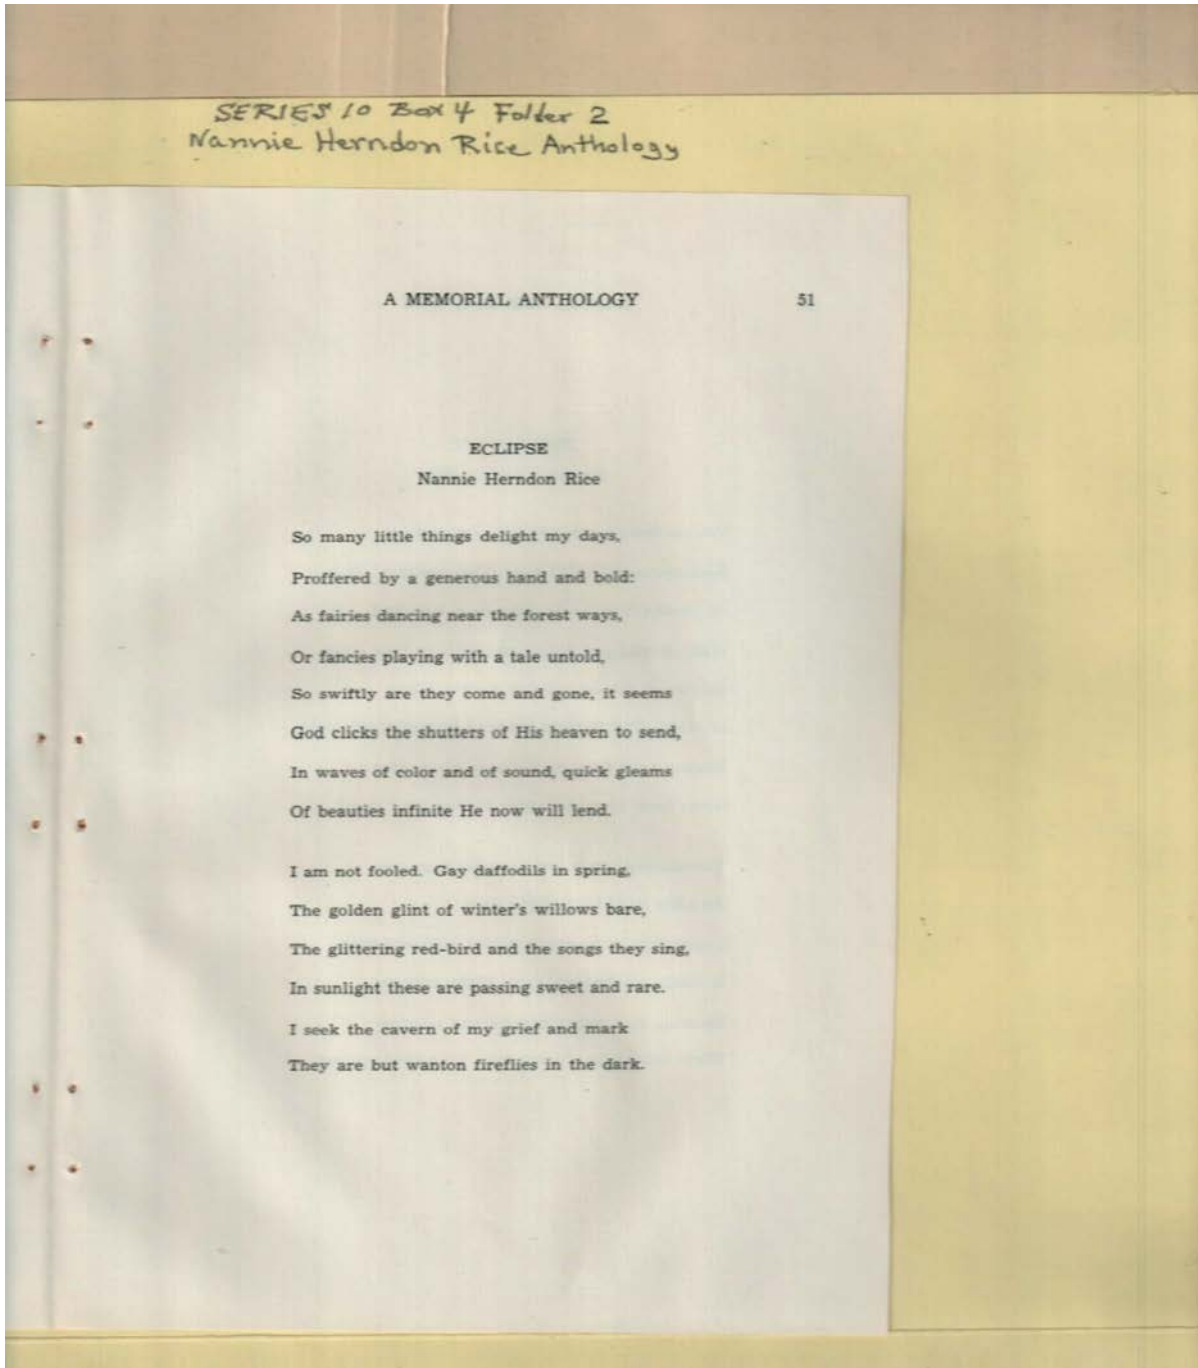 SERIES 10 Box 4 Folder 2
Nannie Herndon Rice Anthology
A MEMORIAL ANTHOLOGY 51
ECLIPSE
Nannie Herndon Rice
So many little things delight my days,
Proffered by a generous hand and bold:
As fairies dancing near the forest ways,
Or fancies playing with a tale untold,
So swiftly are they come and gone, it seems
God clicks the shutters of His heaven to send,
In waves of color and of sound, quick gleams
Of beauties infinite He now will lend.
I am not fooled. Gay daffodils in spring,
The golden glint of winter's willows bare,
The glittering red-bird and the songs they sing,
In sunlight these are passing sweet and rare.
I seek the cavern of my grief and mark
They are but wanton fireflies in the dark.